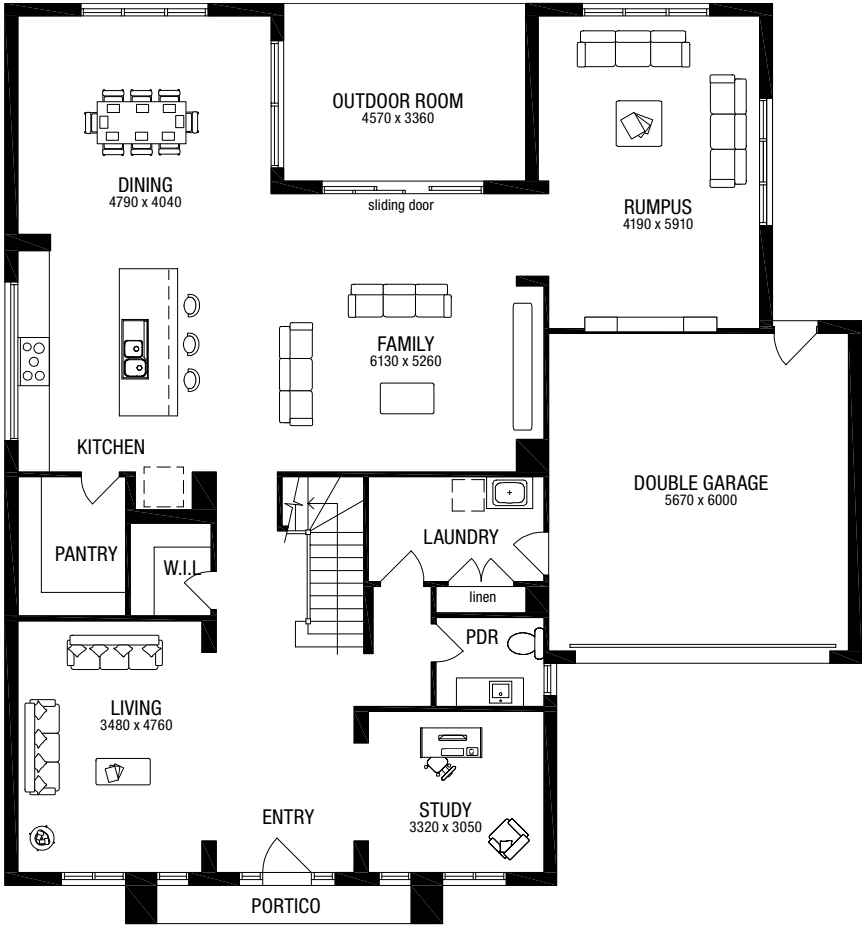 OUTDOOR ROOM
4570 x 3360
DINING
4790 x 4040
sliding door
RUMPUS
4190 x 5910
FAMILY
6130 x 5260
KITCHEN
DOUBLE GARAGE
5670 x 6000
LAUNDRY
PANTRY
W.I.L
linen
PDR
LIVING
3480 x 4760
ENTRY
STUDY
3320 x 3050
PORTICO